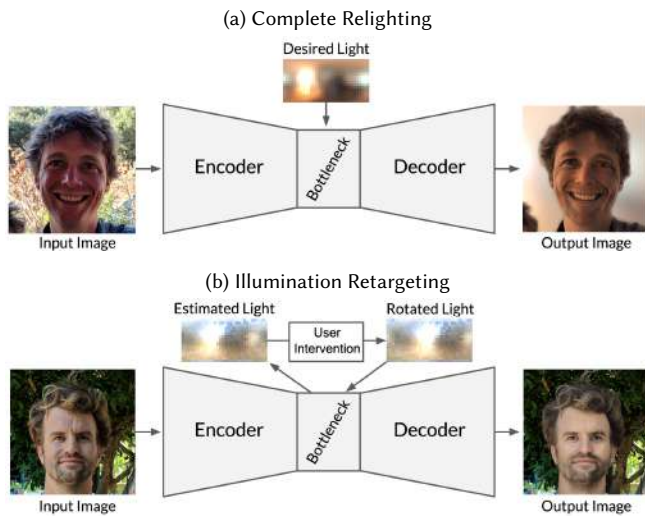 (a) Complete Relighting
Desired Light
Encoder
Bottleneck
Decoder
Input Image
Output Image
(b) Illumination Retargeting
Estimated Light
User
Intervention
Rotated Light
Encoder
Bottleneck
Decoder
Input Image
Output Image